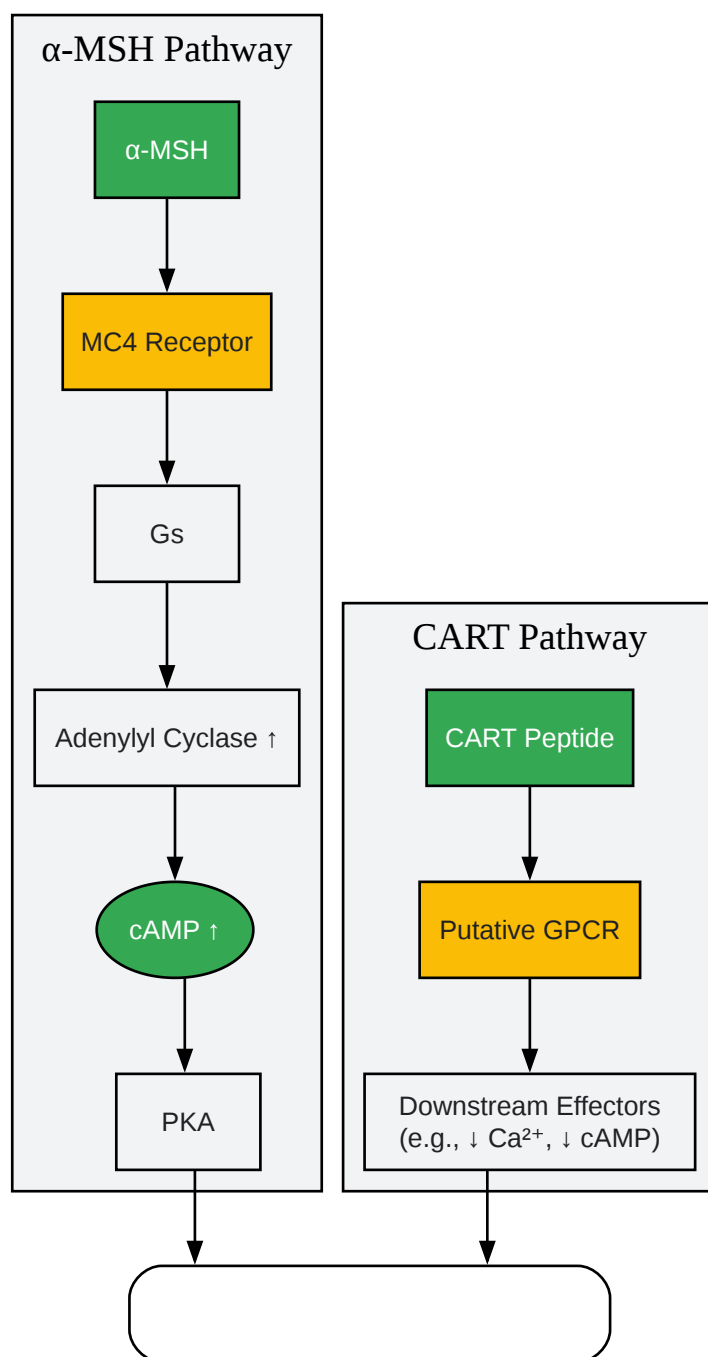 α-MSH Pathway
α-MSH
MC4 Receptor
Gs
Adenylyl Cyclase ↑
cAMP ↑
PKA
CART Pathway
CART Peptide
Putative GPCR
Downstream Effectors
(e.g., ↓ Ca²⁺, ↓ cAMP)